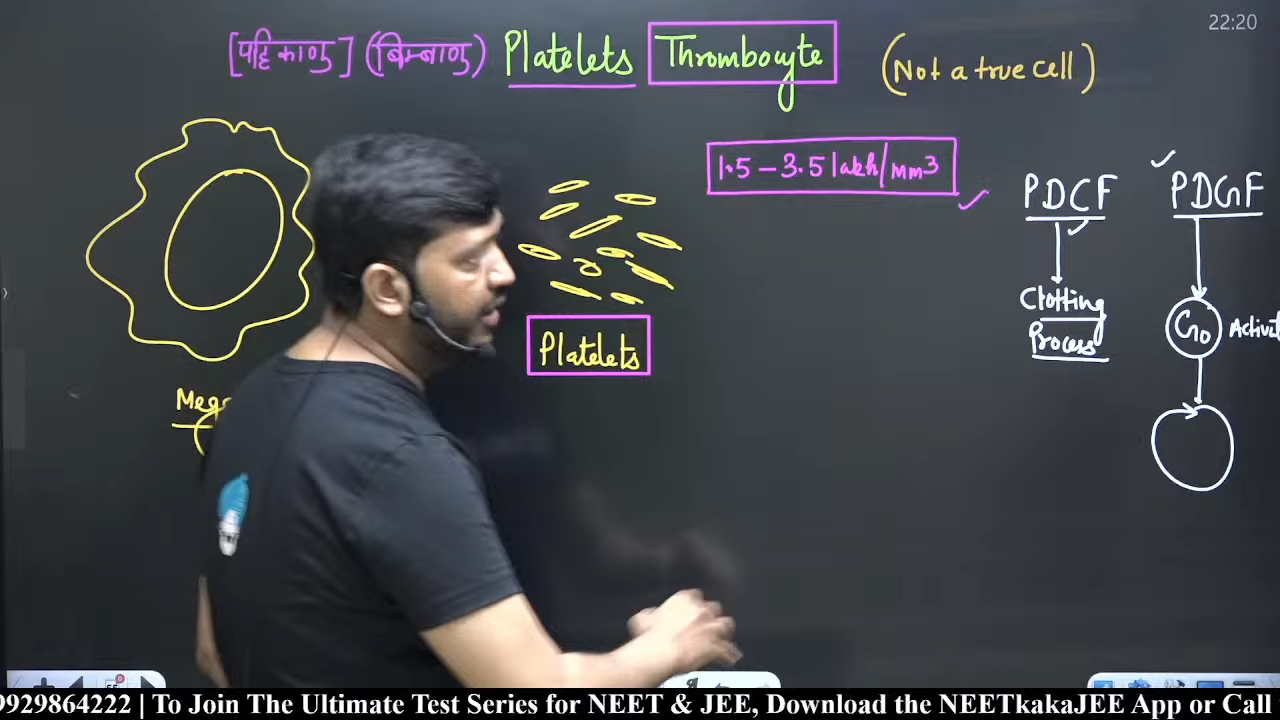 22:20
[पट्टिकाणु] (बिम्बाणु) Platelets Thrombocyte (Not a true cell)
1.5 – 3.5 lakh/mm3
PDCF
PDGF
Clotting
Process
G0
Platelets
9929864222 | To Join The Ultimate Test Series for NEET & JEE, Download the NEETkakaJEE App or Call